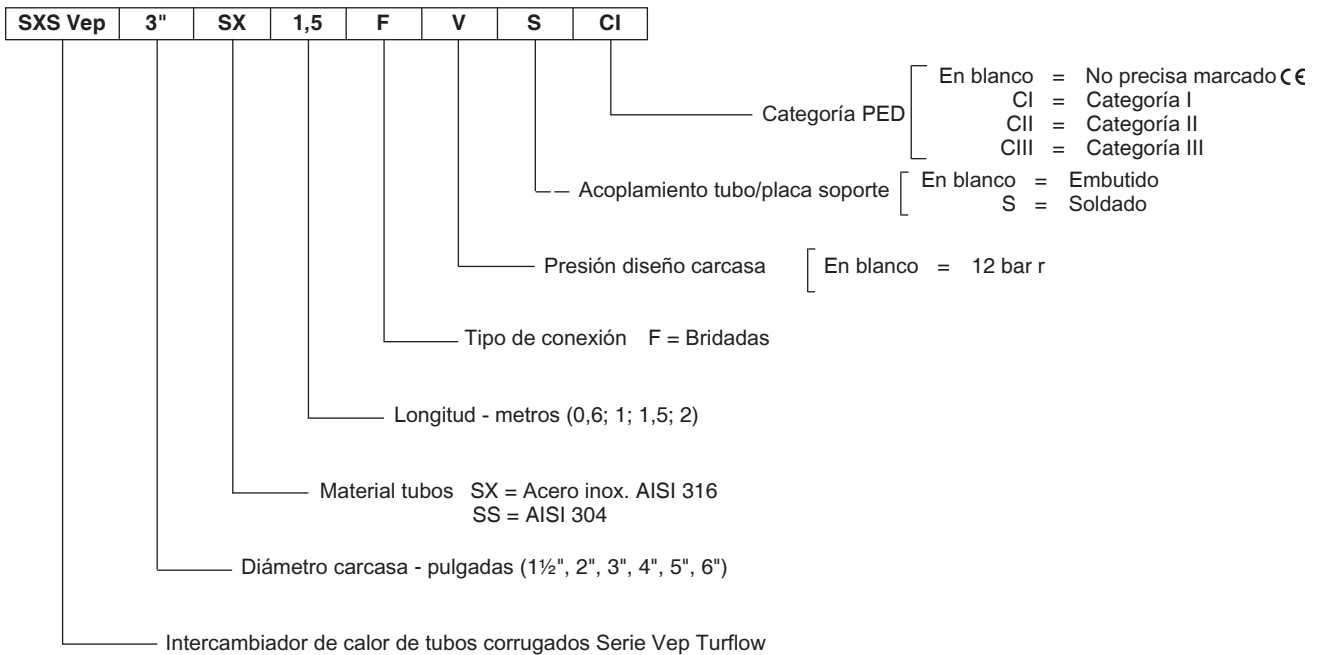 SXS Vep 3" SX 1,5 F V S CI
En blanco = No precisa marcado CE
CI = Categoría I
Categoría PED
CII = Categoría II
CIII = Categoría III
Acoplamiento tubo/placa soporte
En blanco = Embutido
S = Soldado
Presión diseño carcasa En blanco = 12 bar r
Tipo de conexión F = Bridadas
Longitud - metros (0,6; 1; 1,5; 2)
Material tubos SX = Acero inox. AISI 316
SS = AISI 304
Diámetro carcasa - pulgadas (1½", 2", 3", 4", 5", 6")
Intercambiador de calor de tubos corrugados Serie Vep Turflow